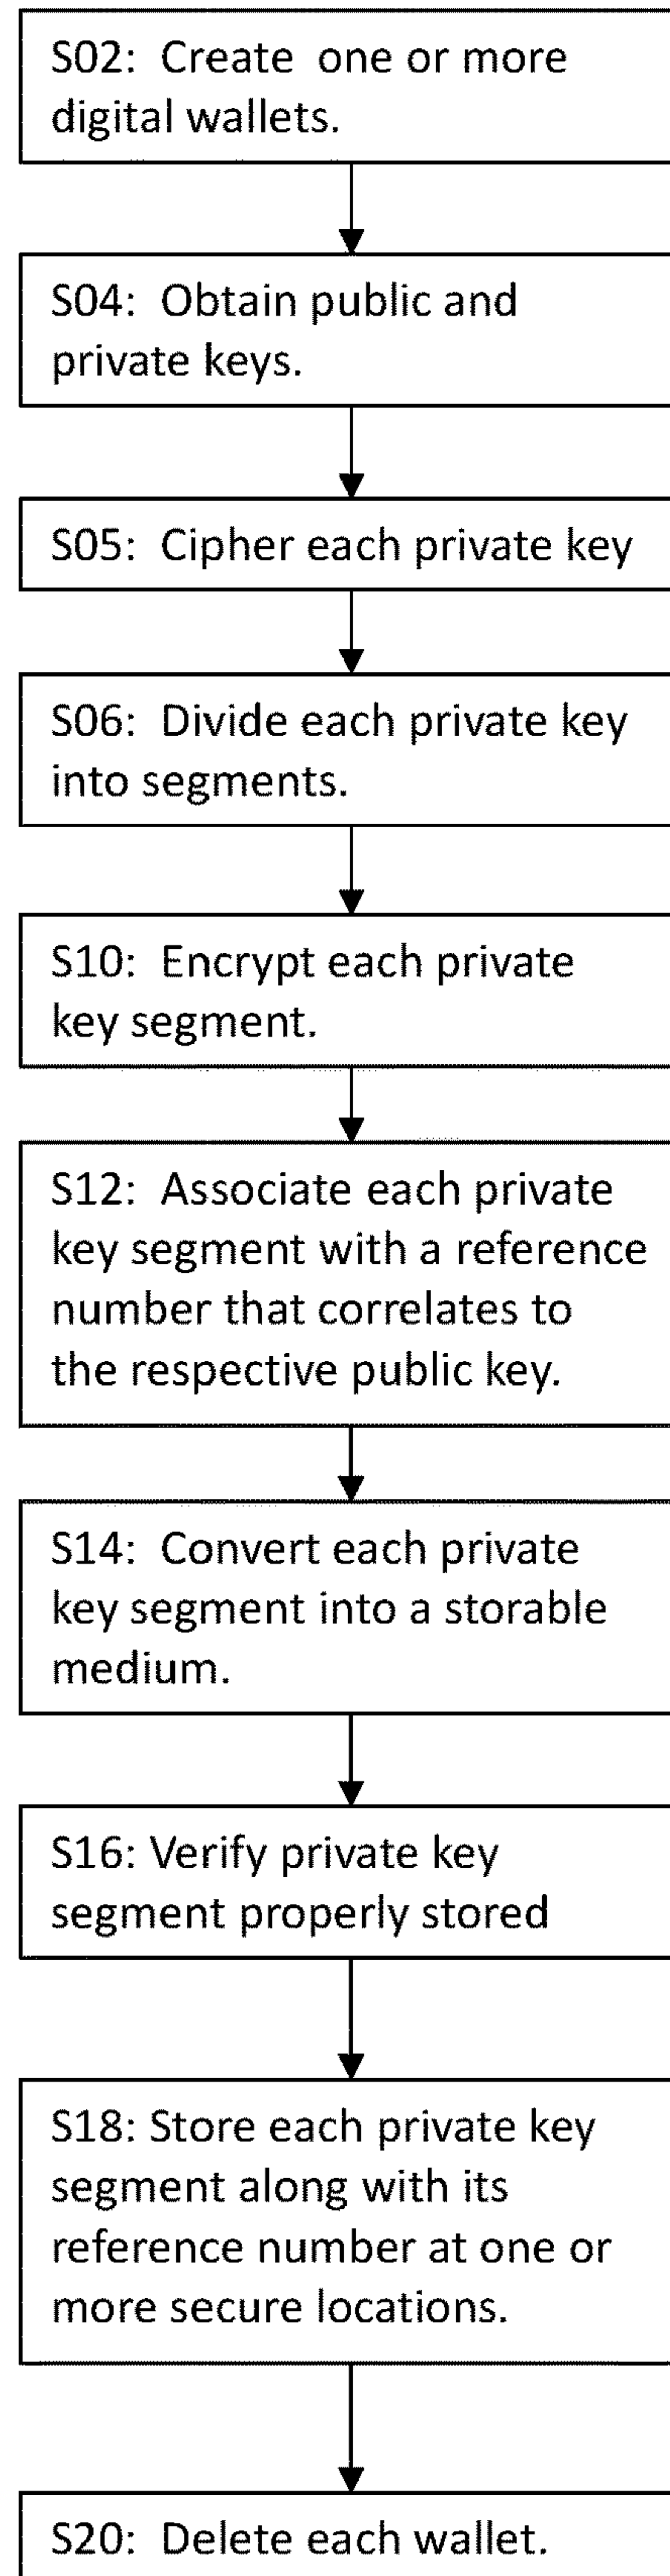 S02: Create one or more
digital wallets.
S04: Obtain public and
private keys.
S05: Cipher each private key
S06: Divide each private key
into segments.
S10: Encrypt each private
key segment.
S12: Associate each private
key segment with a reference
number that correlates to
the respective public key.
S14: Convert each private
key segment into a storable
medium.
S16: Verify private key
segment properly stored
S18: Store each private key
segment along with its
reference number at one or
more secure locations.
S20: Delete each wallet.